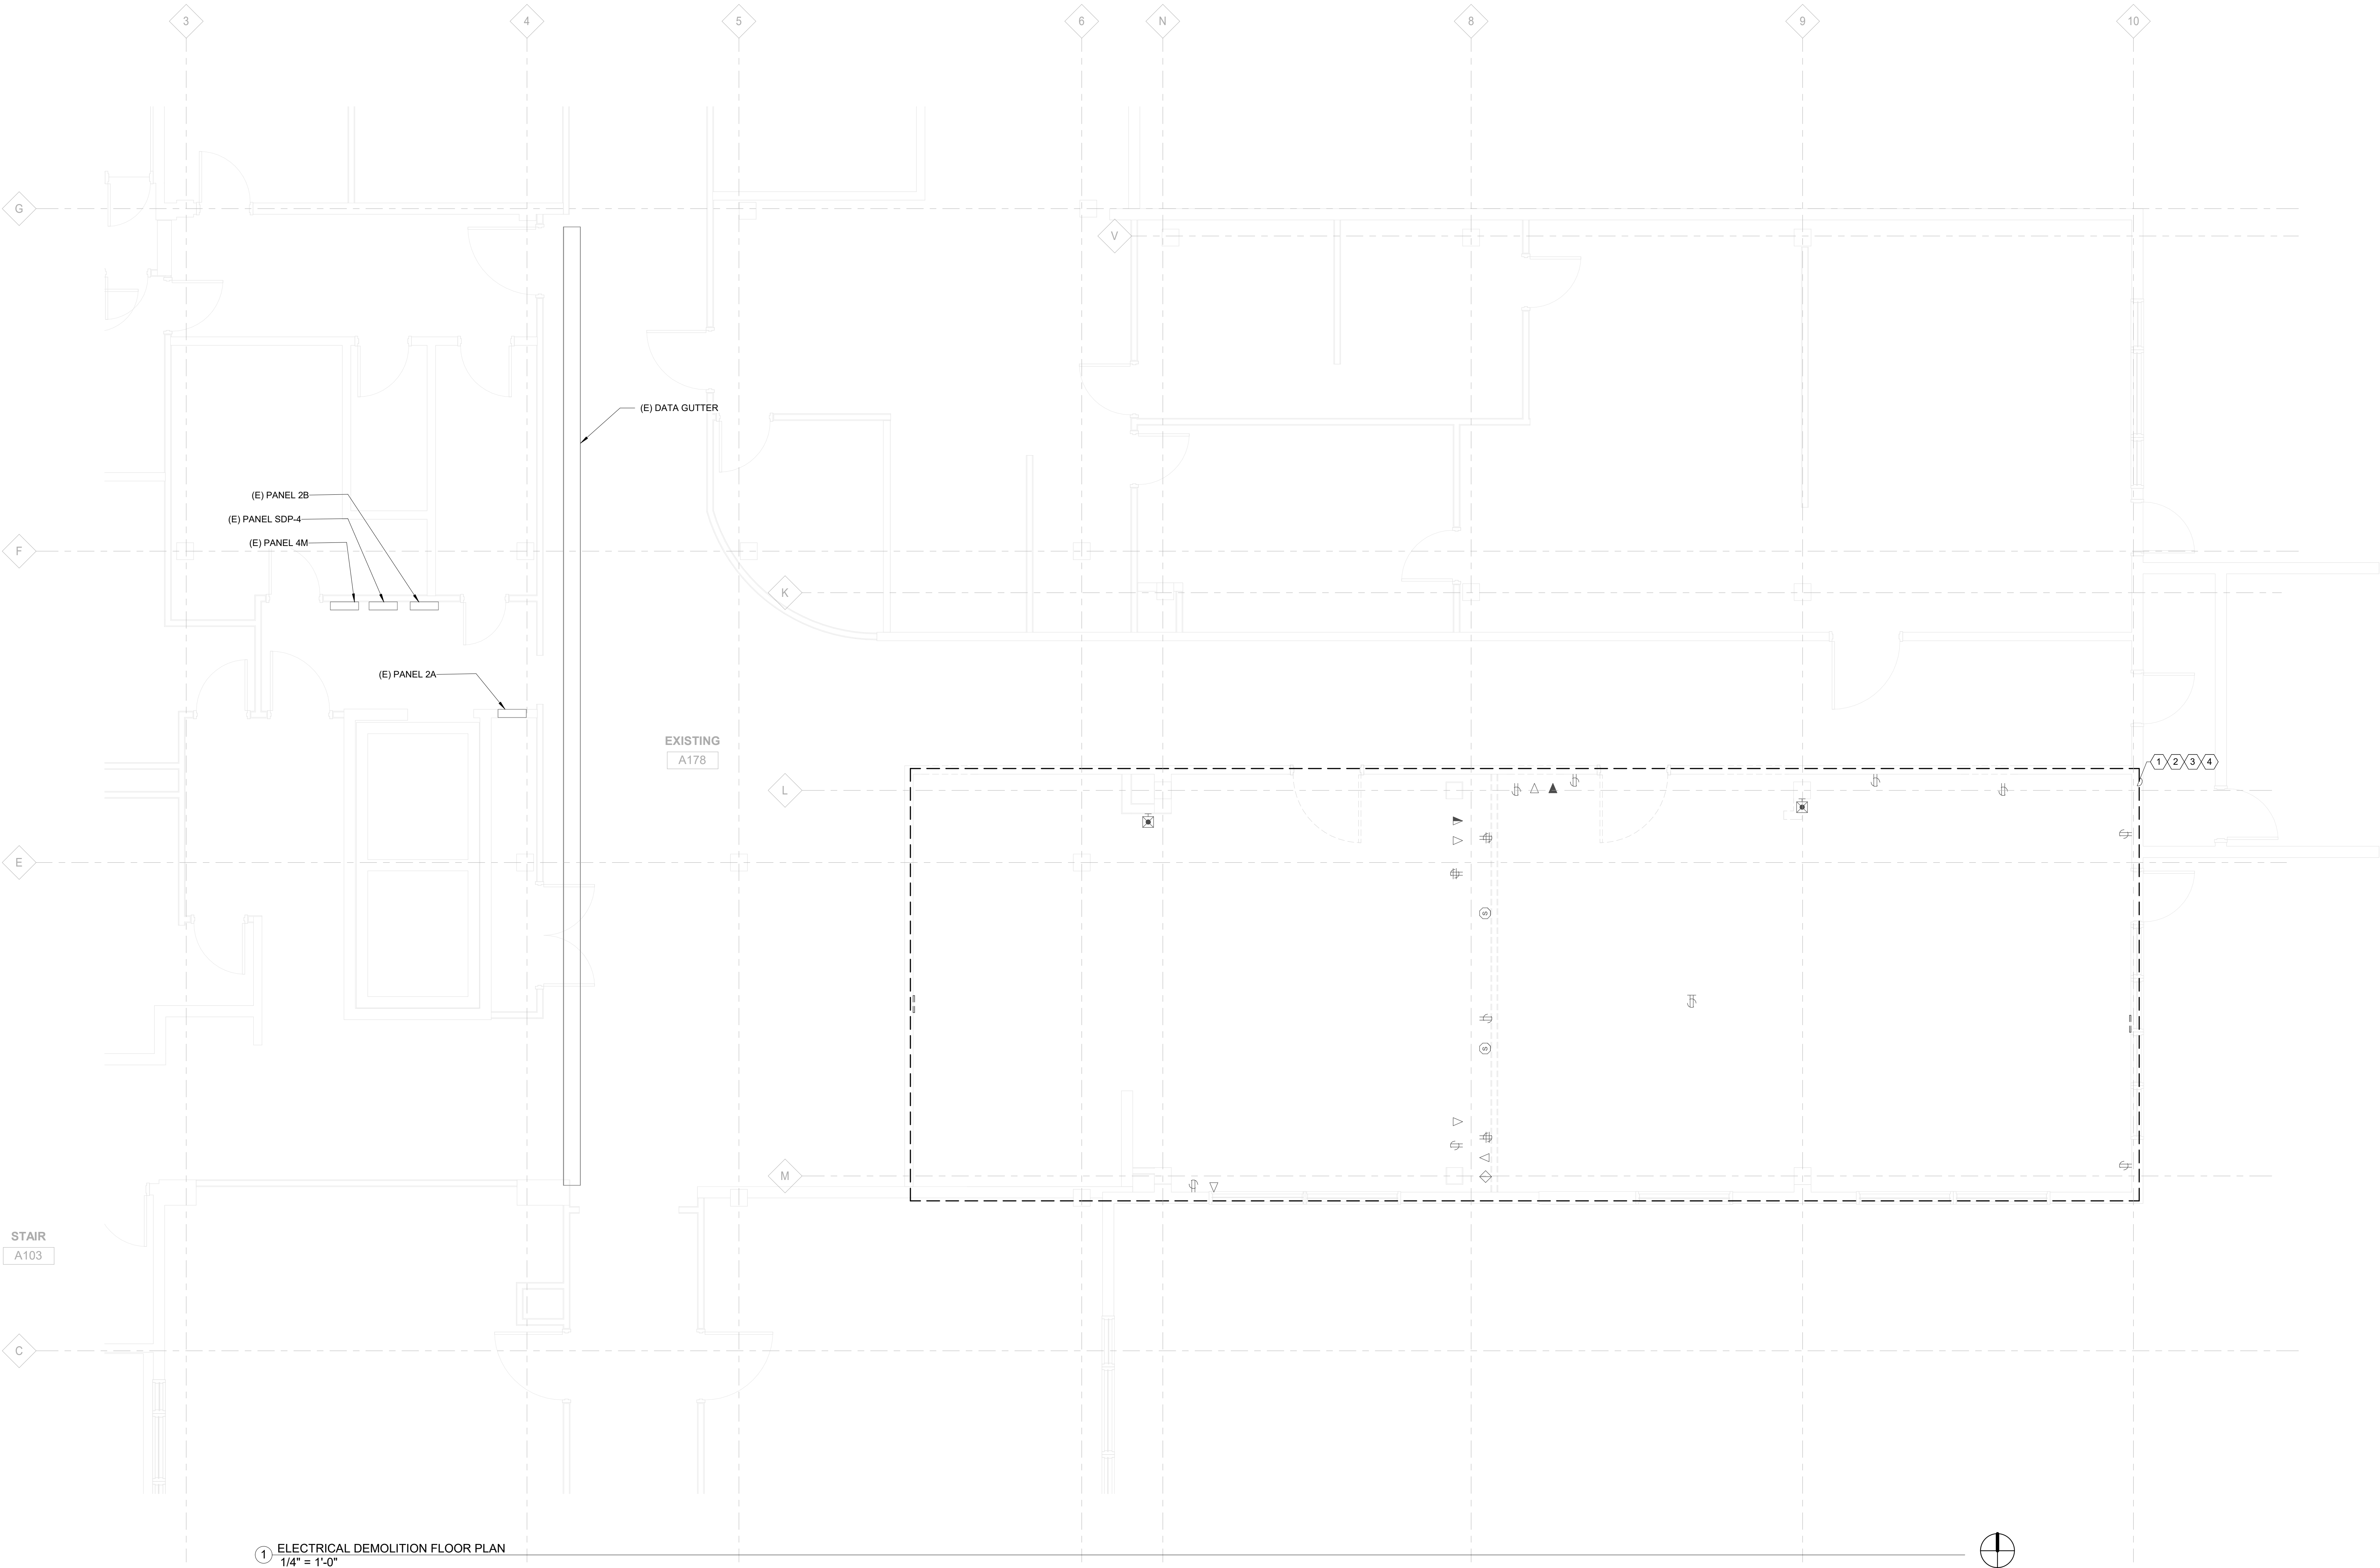 3
4
5
6
N
8
9
10
G
V
(E) DATA GUTTER
(E) PANEL 2B
(E) PANEL SDP-4
(E) PANEL 4M
F
K
(E) PANEL 2A
EXISTING
A178
1 2 3 4
L
E
S
S
M
STAIR
A103
C
1 ELECTRICAL DEMOLITION FLOOR PLAN
1/4" = 1'-0"